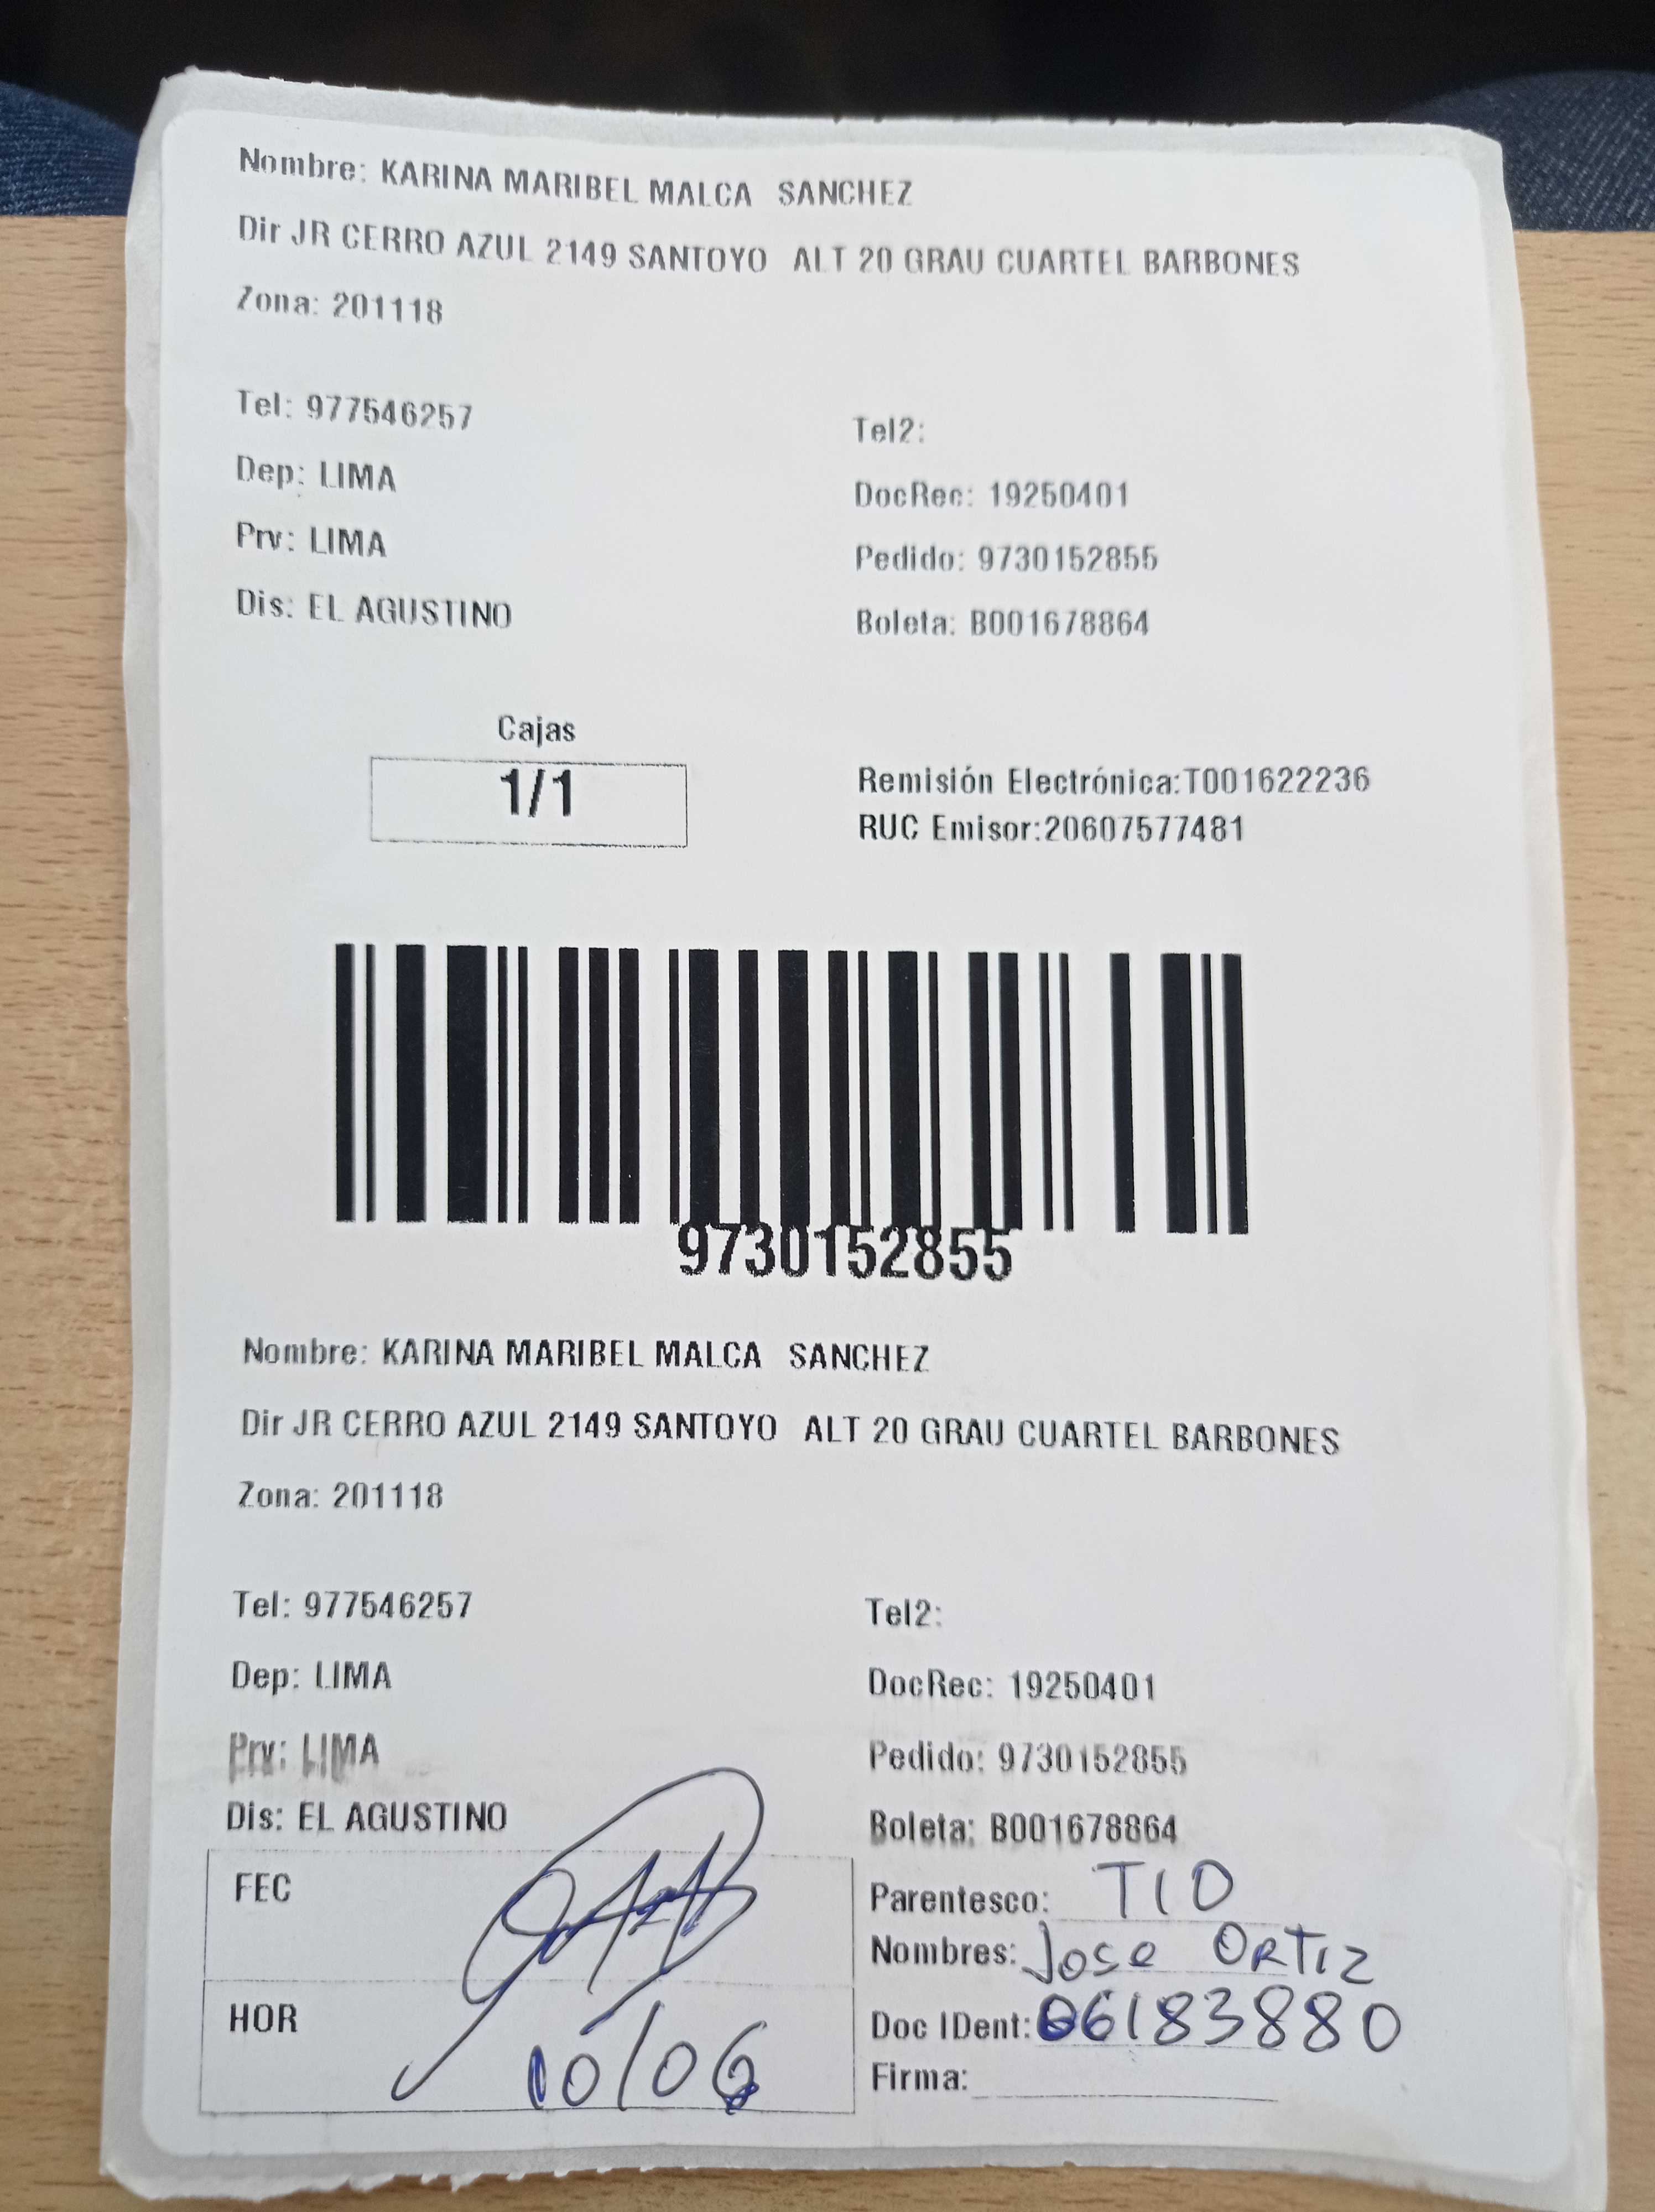 Nombre: KARINA MARIBEL MALCA SANCHEZ
Dir JR CERRO AZUL 2149 SANTOYO ALT 20 GRAU CUARTEL BARBONES
Zona: 201118
Tel: 977546257
Tel2:
Dep: LIMA
DocRec: 19250401
Prv: LIMA
Pedido: 9730152855
Dis: EL AGUSTINO
Boleta: B001678864
Cajas
1/1
Remisión Electrónica:T001622236
RUC Emisor:20607577481
9730152855
Nombre: KARINA MARIBEL MALCA SANCHEZ
Dir JR CERRO AZUL 2149 SANTOYO ALT 20 GRAU CUARTEL BARBONES
Zona: 201118
Tel: 977546257
Tel2:
Dep: LIMA
DocRec: 19250401
Prv: LIMA
Pedido: 9730152855
Dis: EL AGUSTINO
Boleta: B001678864
FEC
Parentesco: TIO
Nombres: Jose ORTIZ
HOR
10/06
Doc IDent: 06183880
Firma: